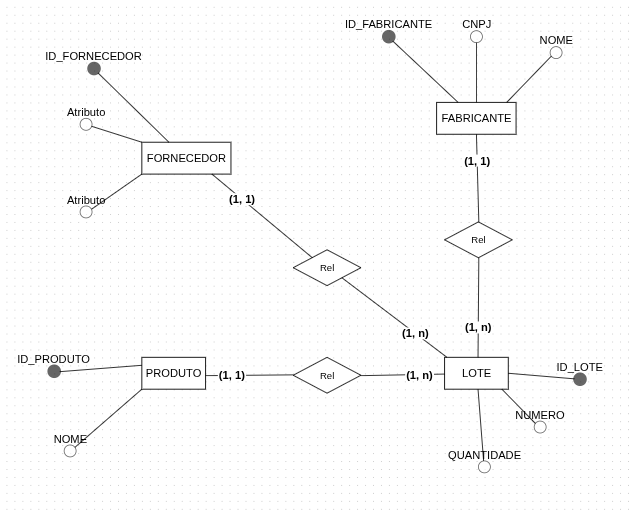 ID_FABRICANTE
CNPJ
NOME
ID_FORNECEDOR
Atributo
FABRICANTE
FORNECEDOR
(1, 1)
Atributo
(1, 1)
Rel
Rel
(1, n)
(1, n)
ID_PRODUTO
PRODUTO
(1, 1)
Rel
(1, n)
LOTE
ID_LOTE
NUMERO
NOME
QUANTIDADE